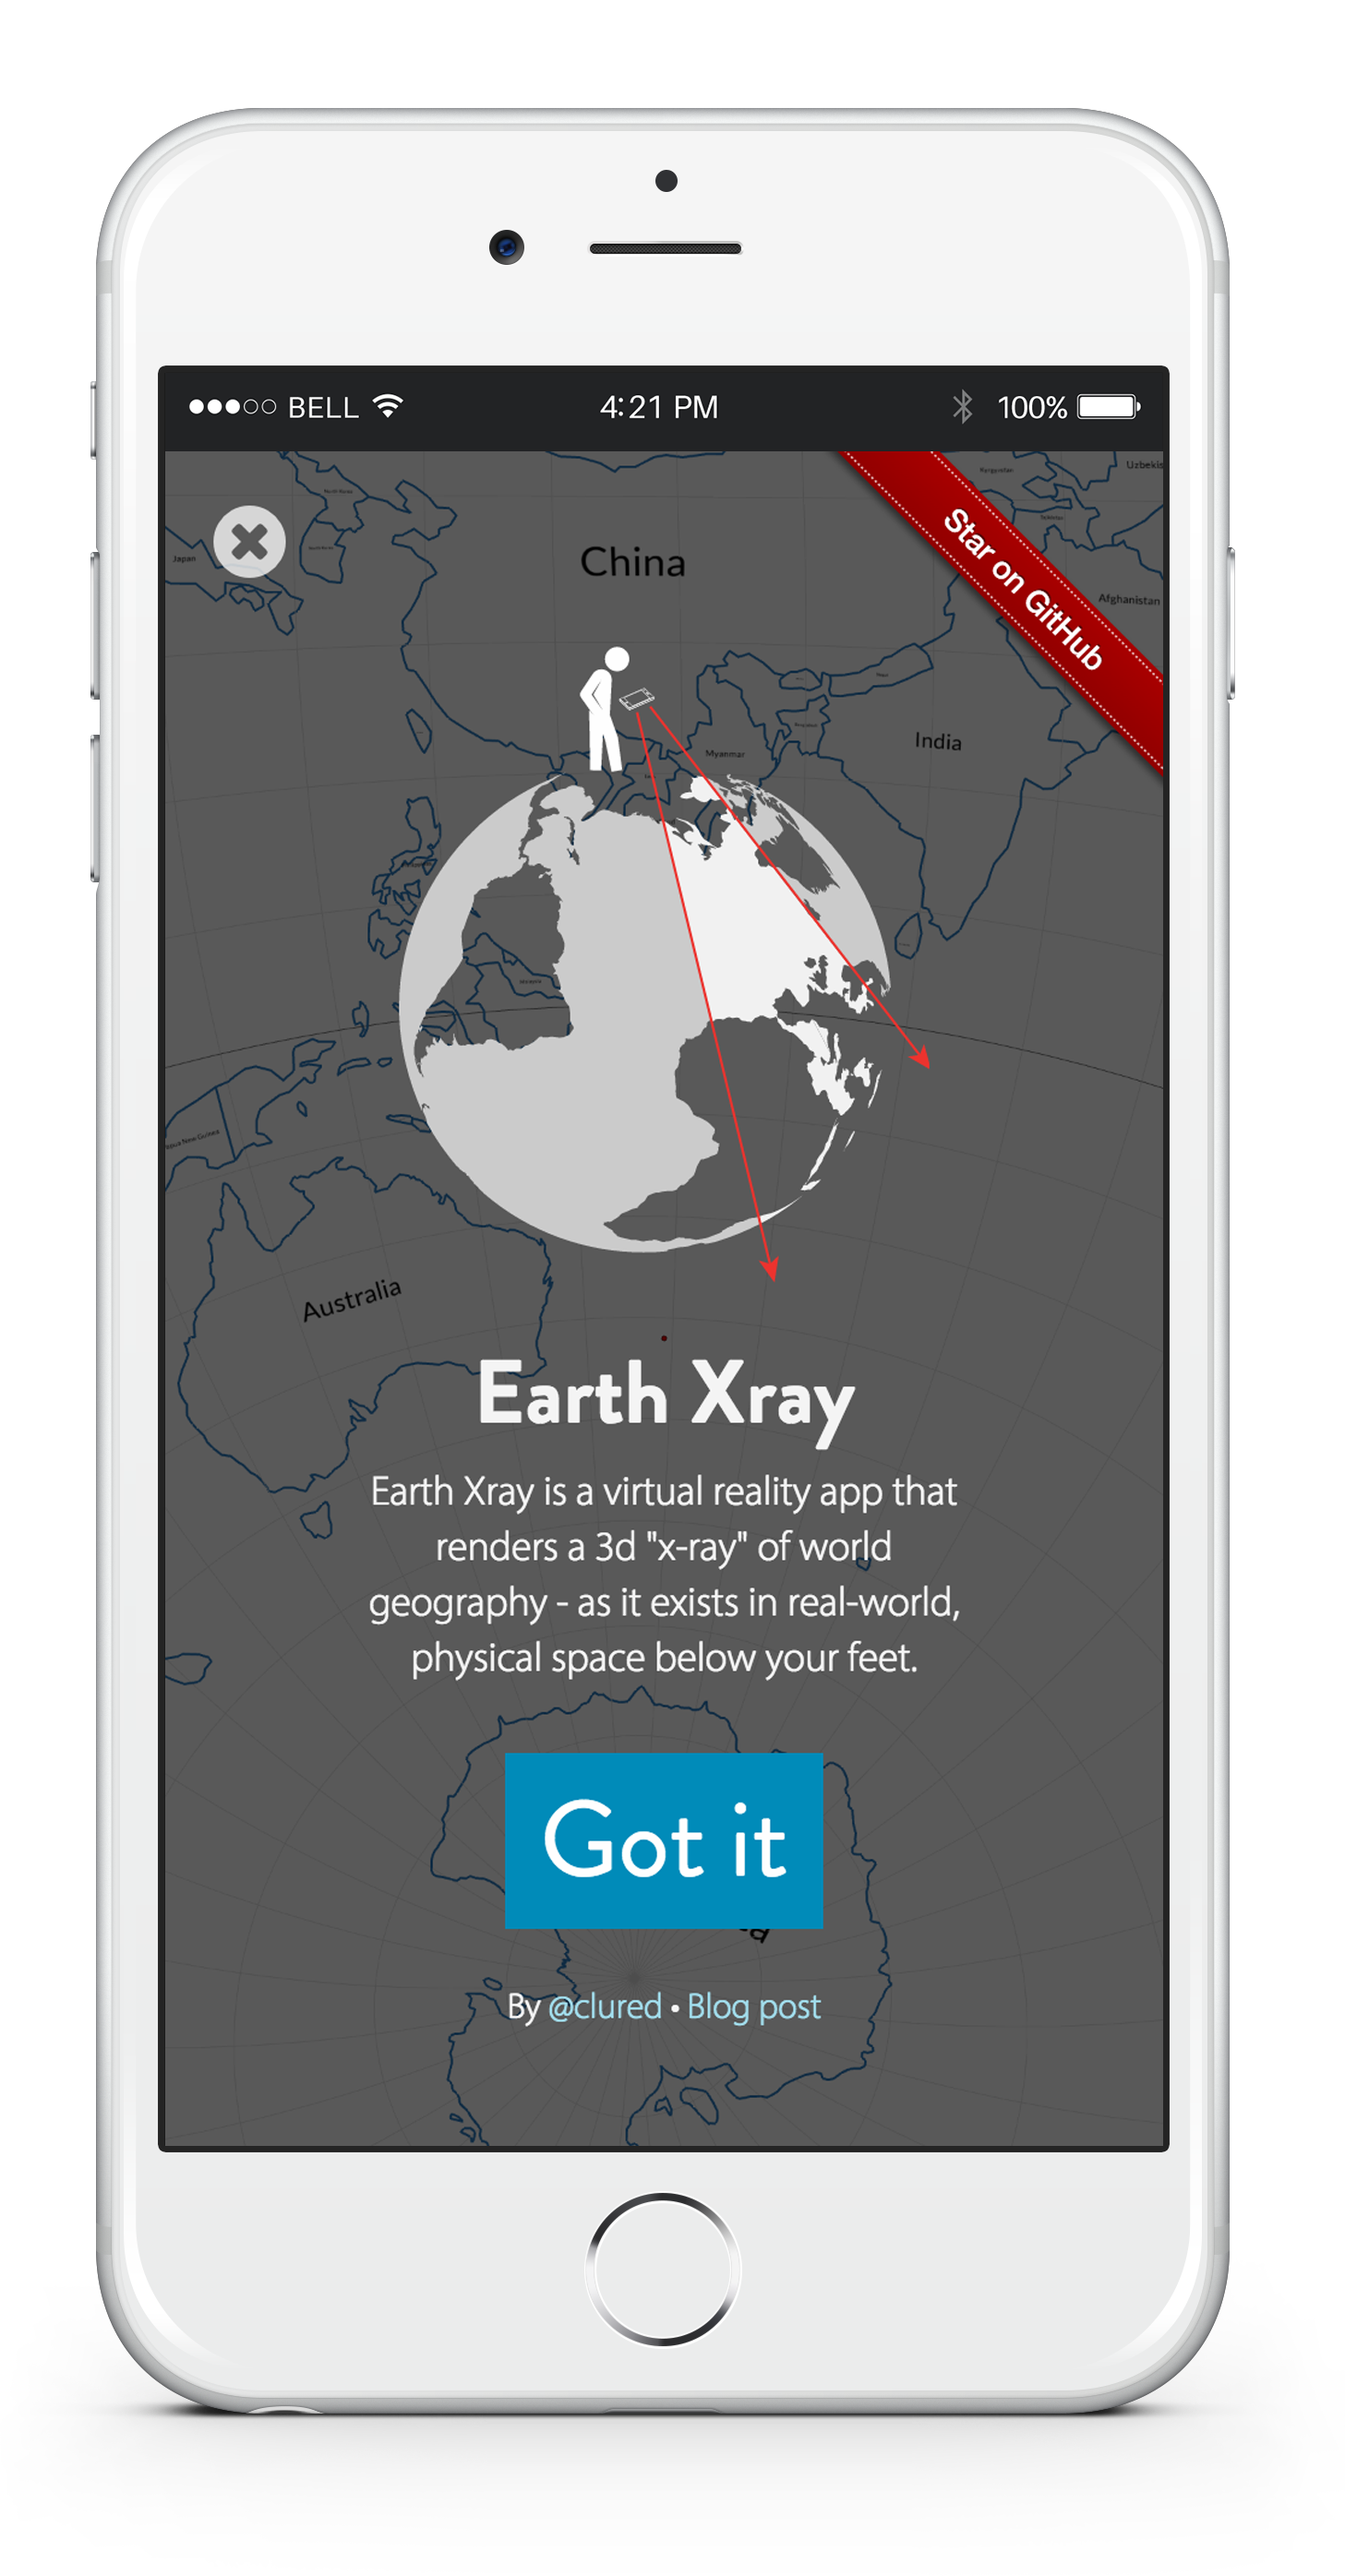 BELL
4:21 PM
100%
Star on GitHub
Uzbekis
Kyrgyzstan
Japan
China
Afghanistan
India
Myanmar
Papua New Guinea
Australia
Earth Xray
Earth Xray is a virtual reality app that
renders a 3d "x-ray" of world
geography - as it exists in real-world,
physical space below your feet.
Got it
By @clured • Blog post